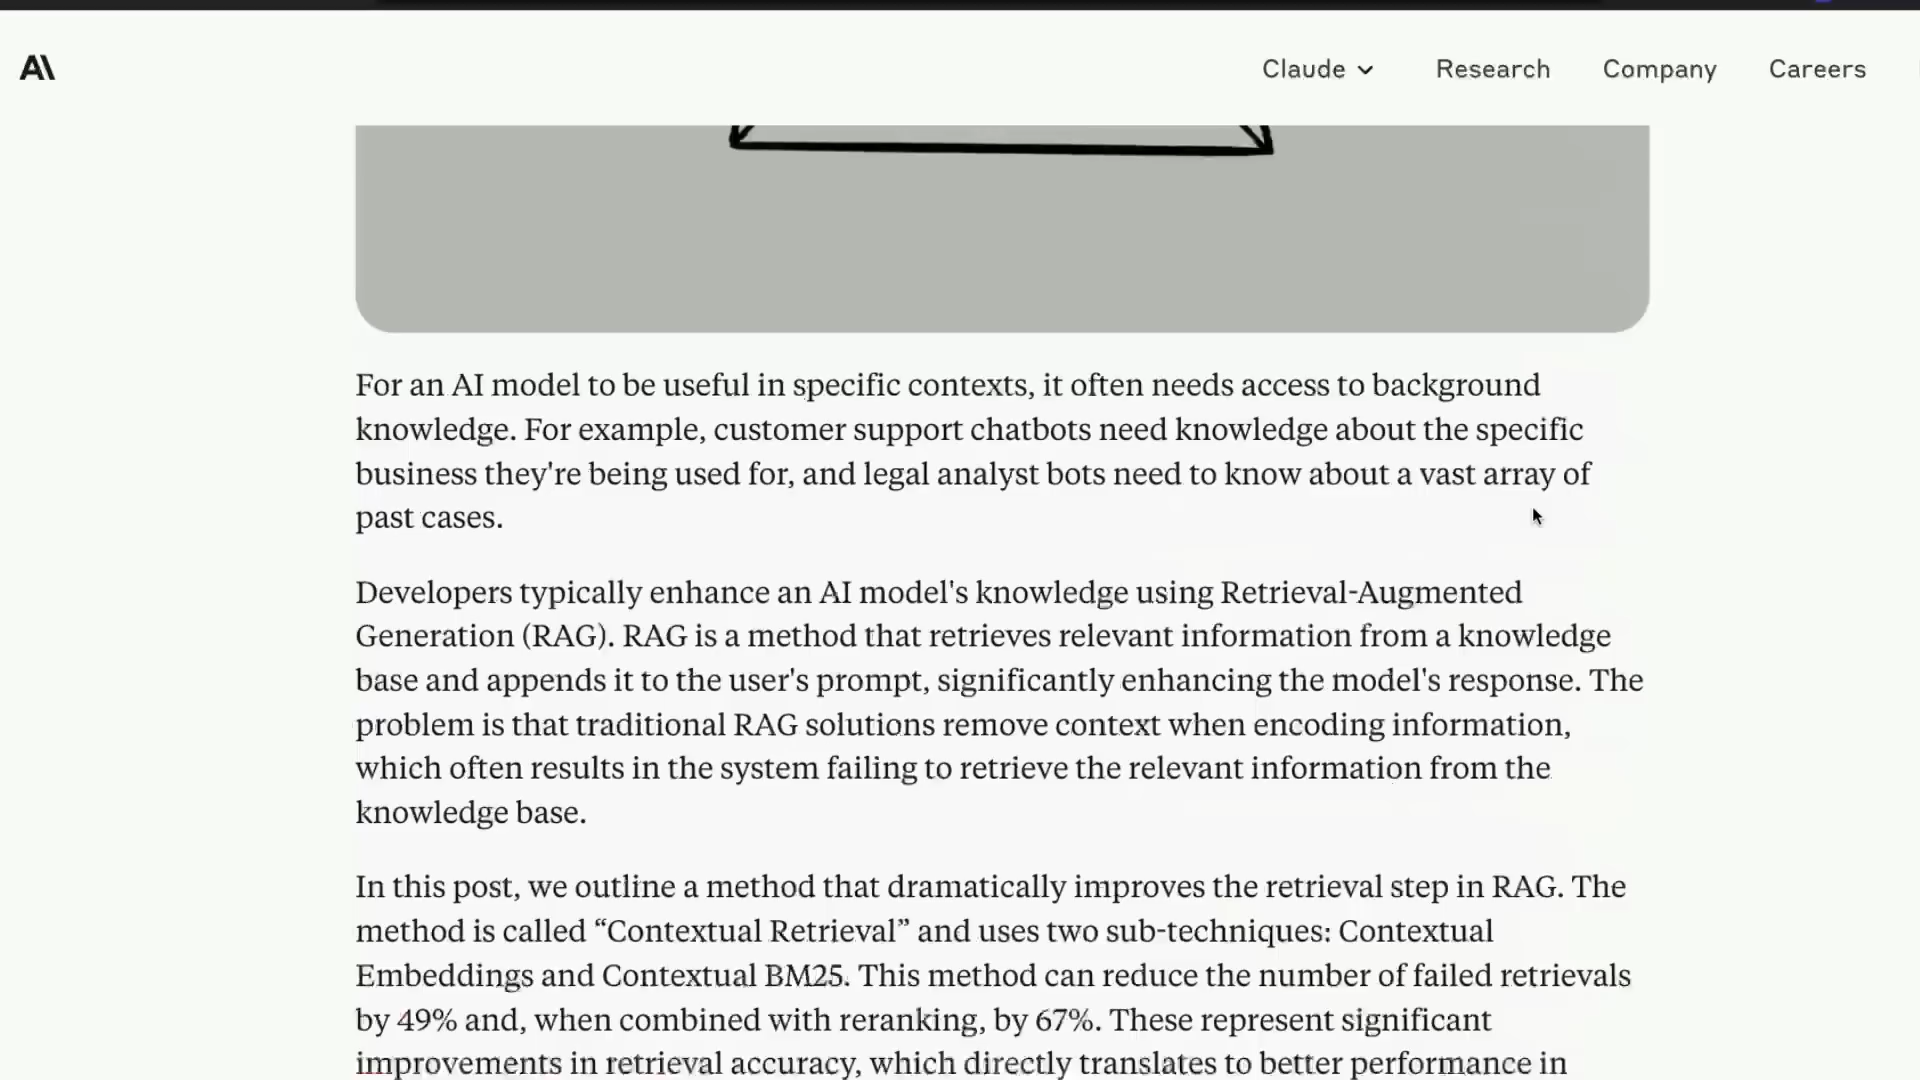 A\
Claude
Research
Company
Careers
For an AI model to be useful in specific contexts, it often needs access to background
knowledge. For example, customer support chatbots need knowledge about the specific
business they're being used for, and legal analyst bots need to know about a vast array of
past cases.
Developers typically enhance an AI model's knowledge using Retrieval-Augmented
Generation (RAG). RAG is a method that retrieves relevant information from a knowledge
base and appends it to the user's prompt, significantly enhancing the model's response. The
problem is that traditional RAG solutions remove context when encoding information,
which often results in the system failing to retrieve the relevant information from the
knowledge base.
In this post, we outline a method that dramatically improves the retrieval step in RAG. The
method is called “Contextual Retrieval” and uses two sub-techniques: Contextual
Embeddings and Contextual BM25. This method can reduce the number of failed retrievals
by 49% and, when combined with reranking, by 67%. These represent significant
improvements in retrieval accuracy, which directly translates to better performance in